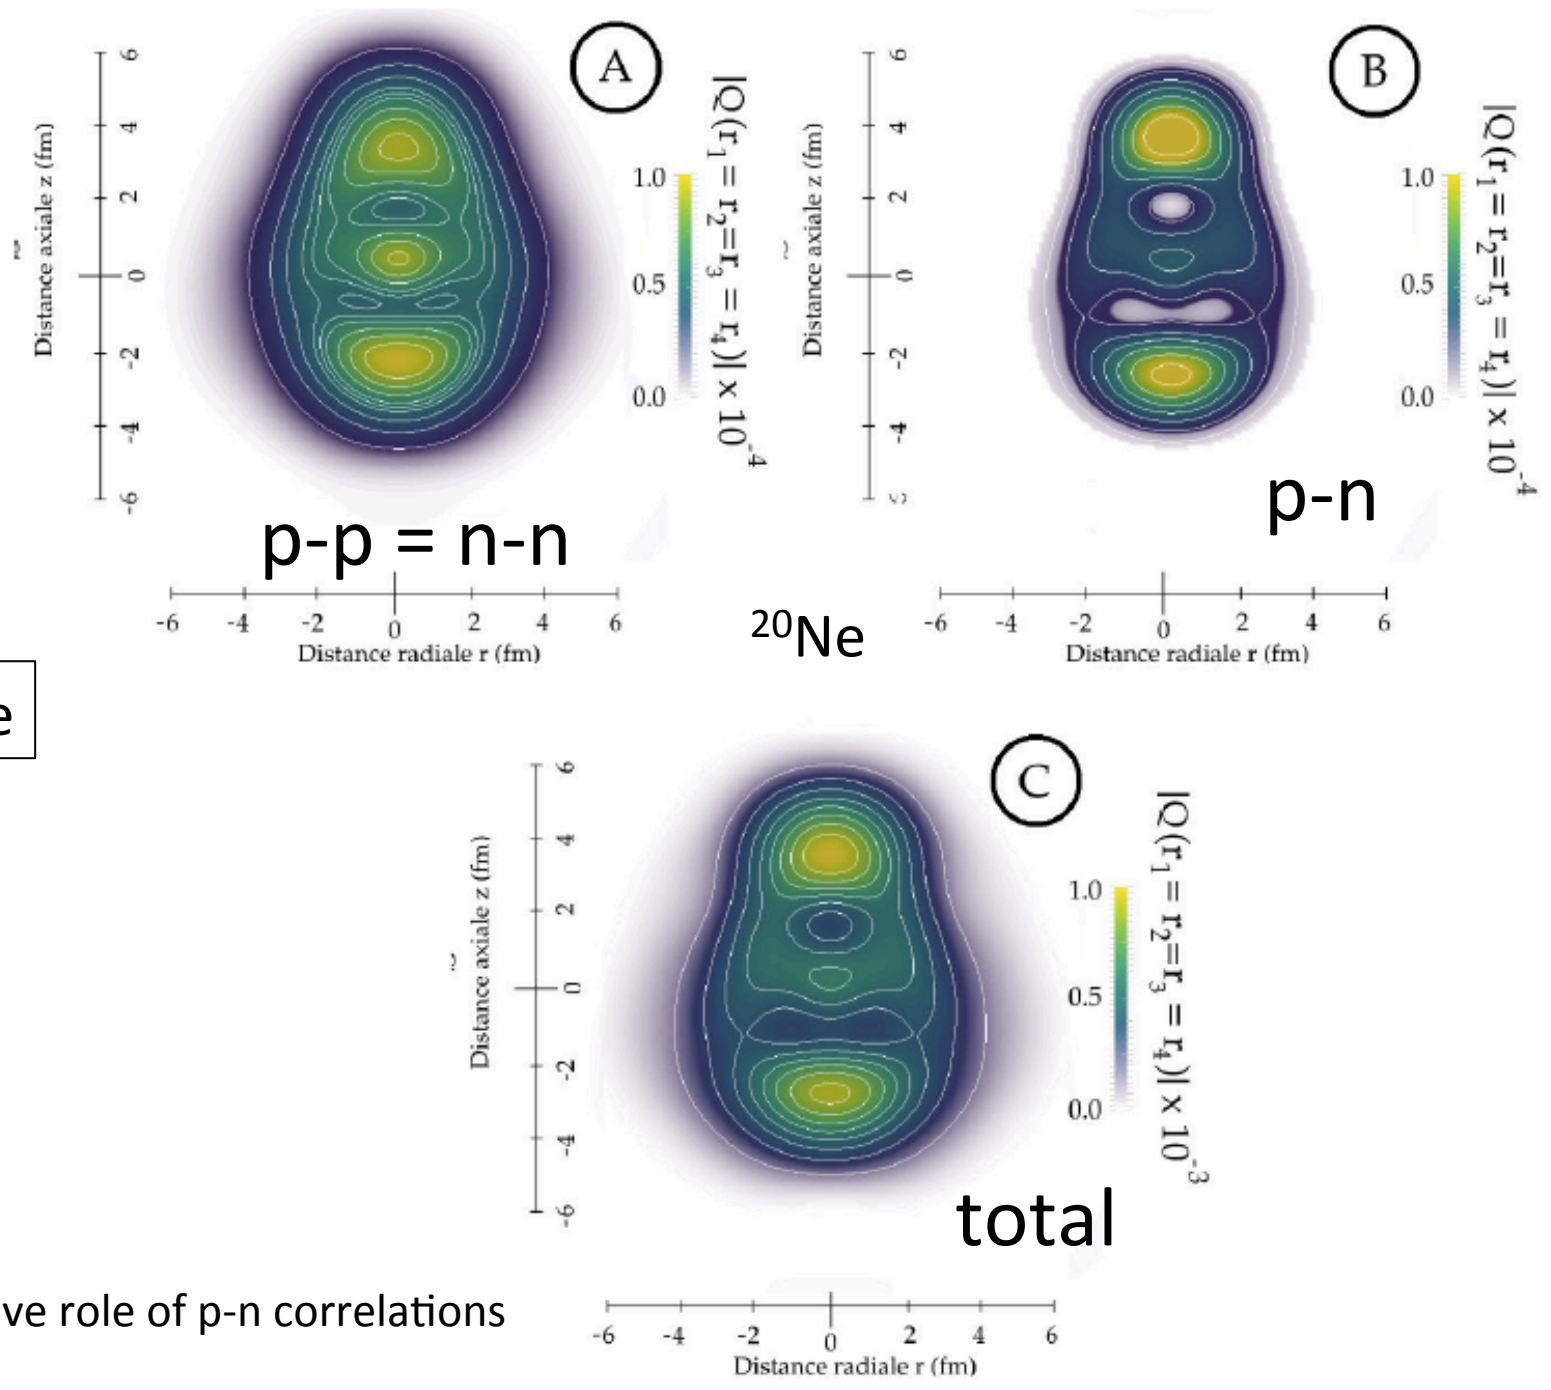 A
6
4
2
0
-2
-4
-6
Distance axiale z (fm)
1.0
0.5
0.0
|Q(r₁ = r₂=r₃ = r₄)| x 10⁻⁴
p-p = n-n
-6 -4 -2 0 2 4 6
Distance radiale r (fm)
B
6
4
2
0
-2
-4
Distance axiale z (fm)
1.0
0.5
0.0
|Q(r₁ = r₂=r₃ = r₄)| x 10⁻⁴
p-n
-6 -4 -2 0 2 4 6
Distance radiale r (fm)
²⁰Ne
e
C
6
4
2
0
-2
-4
-6
Distance axiale z (fm)
1.0
0.5
0.0
|Q(r₁ = r₂=r₃ = r₄)| x 10⁻³
total
ve role of p-n correlations
-6 -4 -2 0 2 4 6
Distance radiale r (fm)